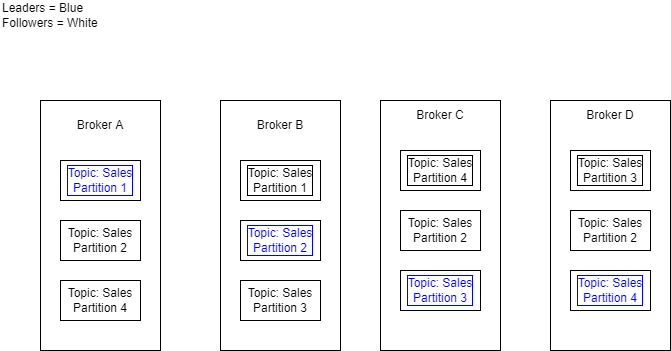 Leaders = Blue
Followers = White
Broker A
Topic: Sales
Partition 1
Topic: Sales
Partition 2
Topic: Sales
Partition 4
Broker B
Topic: Sales
Partition 1
Topic: Sales
Partition 2
Topic: Sales
Partition 3
Broker C
Topic: Sales
Partition 4
Topic: Sales
Partition 2
Topic: Sales
Partition 3
Broker D
Topic: Sales
Partition 3
Topic: Sales
Partition 2
Topic: Sales
Partition 4